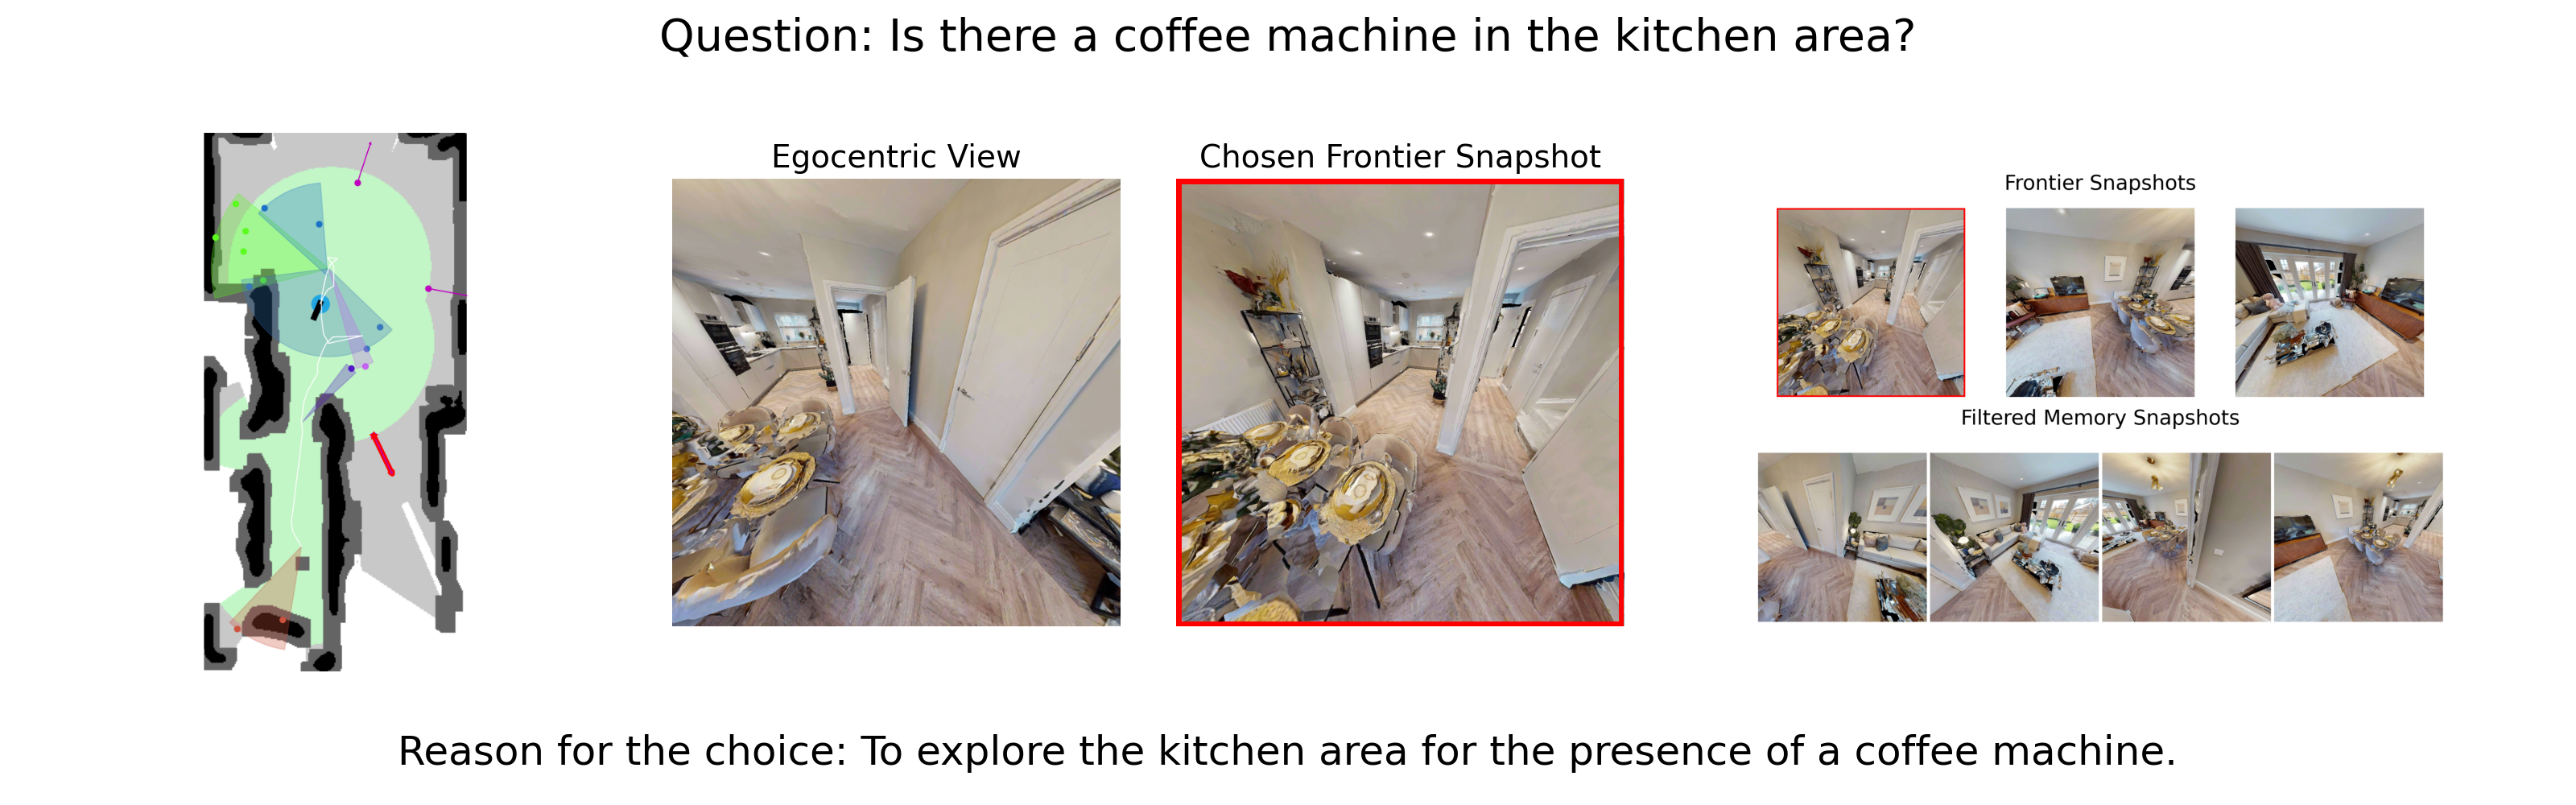 Question: Is there a coffee machine in the kitchen area?
Egocentric View
Chosen Frontier Snapshot
Frontier Snapshots
Filtered Memory Snapshots
Reason for the choice: To explore the kitchen area for the presence of a coffee machine.